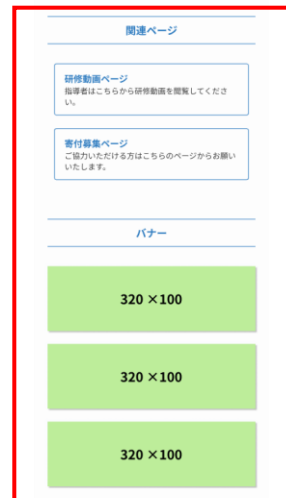 関連ページ
研修動画ページ
指導者はこちらから研修動画を閲覧してくださ
い。
寄付募集ページ
ご協力いただける方はこちらのページからお願い
いたします。
バナー
320×100
320×100
320×100